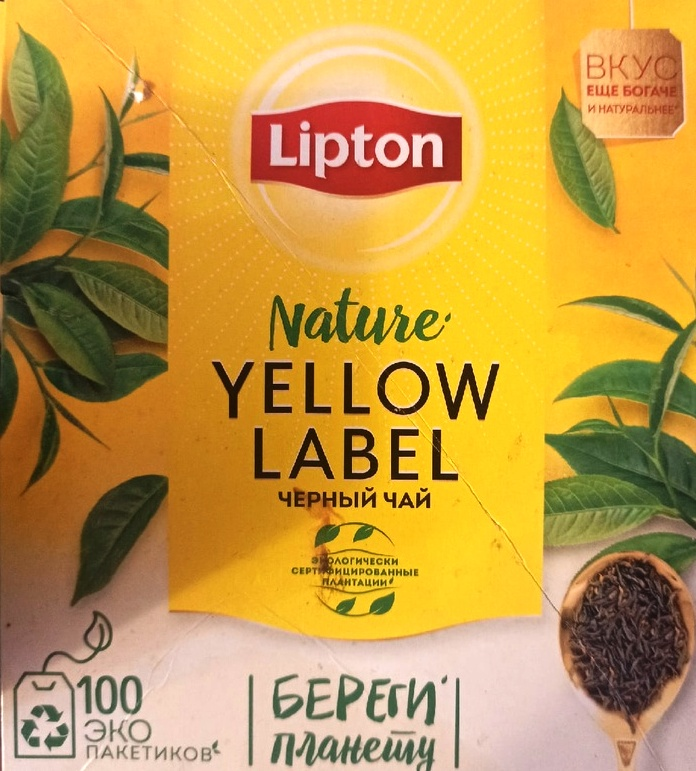 Lipton
ВКУС
ЕЩЕ БОГАЧЕ
И НАТУРАЛЬНЕЕ*
Nature
YELLOW
LABEL
ЧЕРНЫЙ ЧАЙ
ЭКОЛОГИЧЕСКИ
СЕРТИФИЦИРОВАННЫЕ
ПЛАНТАЦИИ
100
ЭКО
ПАКЕТИКОВ
БЕРЕГИ
планету